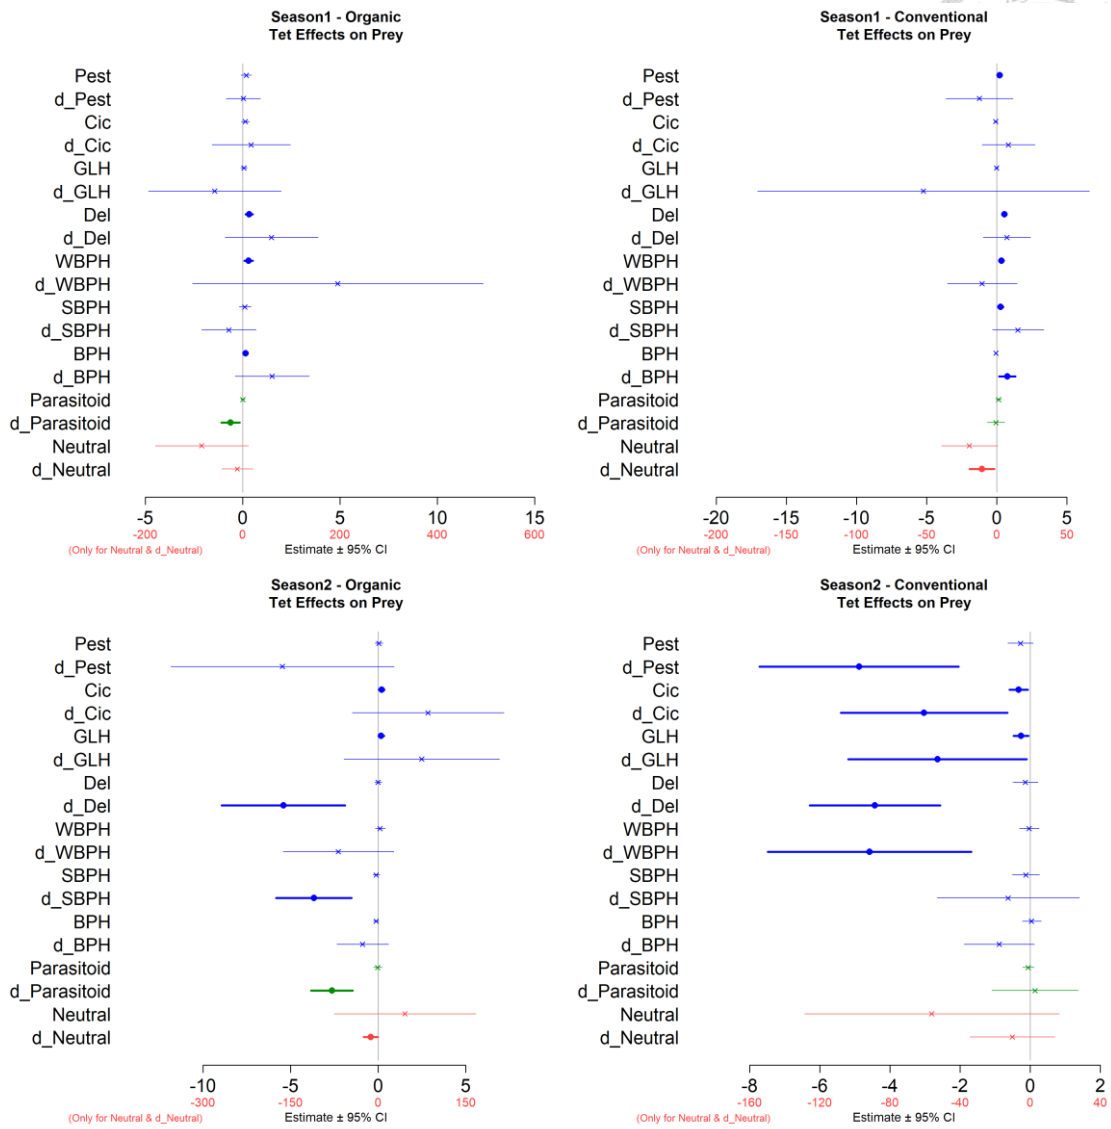 Season1 - Organic
Tet Effects on Prey
Pest
d_Pest
Cic
d_Cic
GLH
d_GLH
Del
d_Del
WBPH
d_WBPH
SBPH
d_SBPH
BPH
d_BPH
Parasitoid
d_Parasitoid
Neutral
d_Neutral
-5 0 5 10 15
-200 0 200 400 600
(Only for Neutral & d_Neutral) Estimate ± 95% CI
Season1 - Conventional
Tet Effects on Prey
Pest
d_Pest
Cic
d_Cic
GLH
d_GLH
Del
d_Del
WBPH
d_WBPH
SBPH
d_SBPH
BPH
d_BPH
Parasitoid
d_Parasitoid
Neutral
d_Neutral
-20 -15 -10 -5 0 5
-200 -150 -100 -50 0 50
(Only for Neutral & d_Neutral) Estimate ± 95% CI
Season2 - Organic
Tet Effects on Prey
Pest
d_Pest
Cic
d_Cic
GLH
d_GLH
Del
d_Del
WBPH
d_WBPH
SBPH
d_SBPH
BPH
d_BPH
Parasitoid
d_Parasitoid
Neutral
d_Neutral
-10 -5 0 5
-300 -150 0 150
(Only for Neutral & d_Neutral) Estimate ± 95% CI
Season2 - Conventional
Tet Effects on Prey
Pest
d_Pest
Cic
d_Cic
GLH
d_GLH
Del
d_Del
WBPH
d_WBPH
SBPH
d_SBPH
BPH
d_BPH
Parasitoid
d_Parasitoid
Neutral
d_Neutral
-8 -6 -4 -2 0 2
-160 -120 -80 -40 0 40
(Only for Neutral & d_Neutral) Estimate ± 95% CI